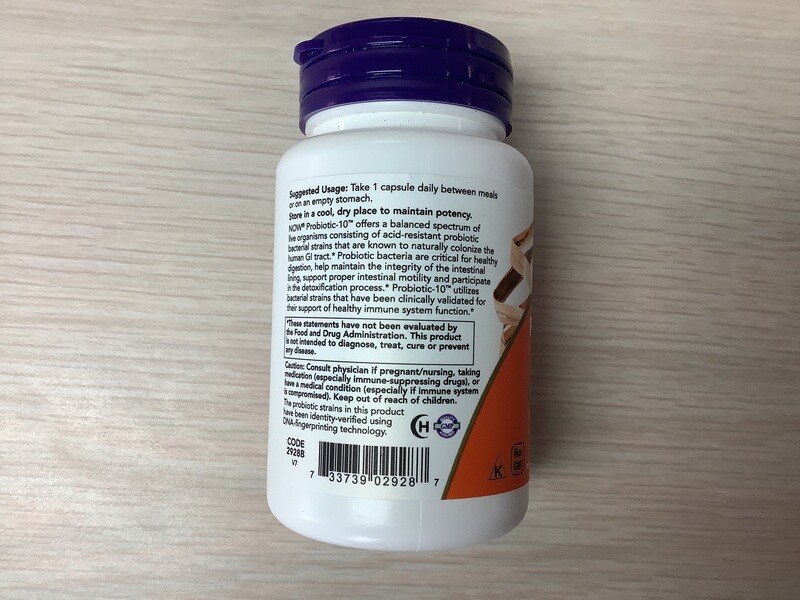 Suggested Usage: Take 1 capsule daily between meals
or on an empty stomach.
Store in a cool, dry place to maintain potency.
NOW® Probiotic-10™ offers a balanced spectrum of
live organisms consisting of acid-resistant probiotic
bacterial strains that are known to naturally colonize the
human GI tract.* Probiotic bacteria are critical for healthy
digestion, help maintain the integrity of the intestinal
lining, support proper intestinal motility and participate
in the detoxification process.* Probiotic-10™ utilizes
bacterial strains that have been clinically validated for
their support of healthy immune system function.*
*These statements have not been evaluated by
the Food and Drug Administration. This product
is not intended to diagnose, treat, cure or prevent
any disease.
Caution: Consult physician if pregnant/nursing, taking
medication (especially immune-suppressing drugs), or
have a medical condition (especially if immune system
is compromised). Keep out of reach of children.
The probiotic strains in this product
have been identity-verified using
DNA-fingerprinting technology.
H GMP
CODE
2928B
V7
7 33739 02928 7
K
Non-
GMO